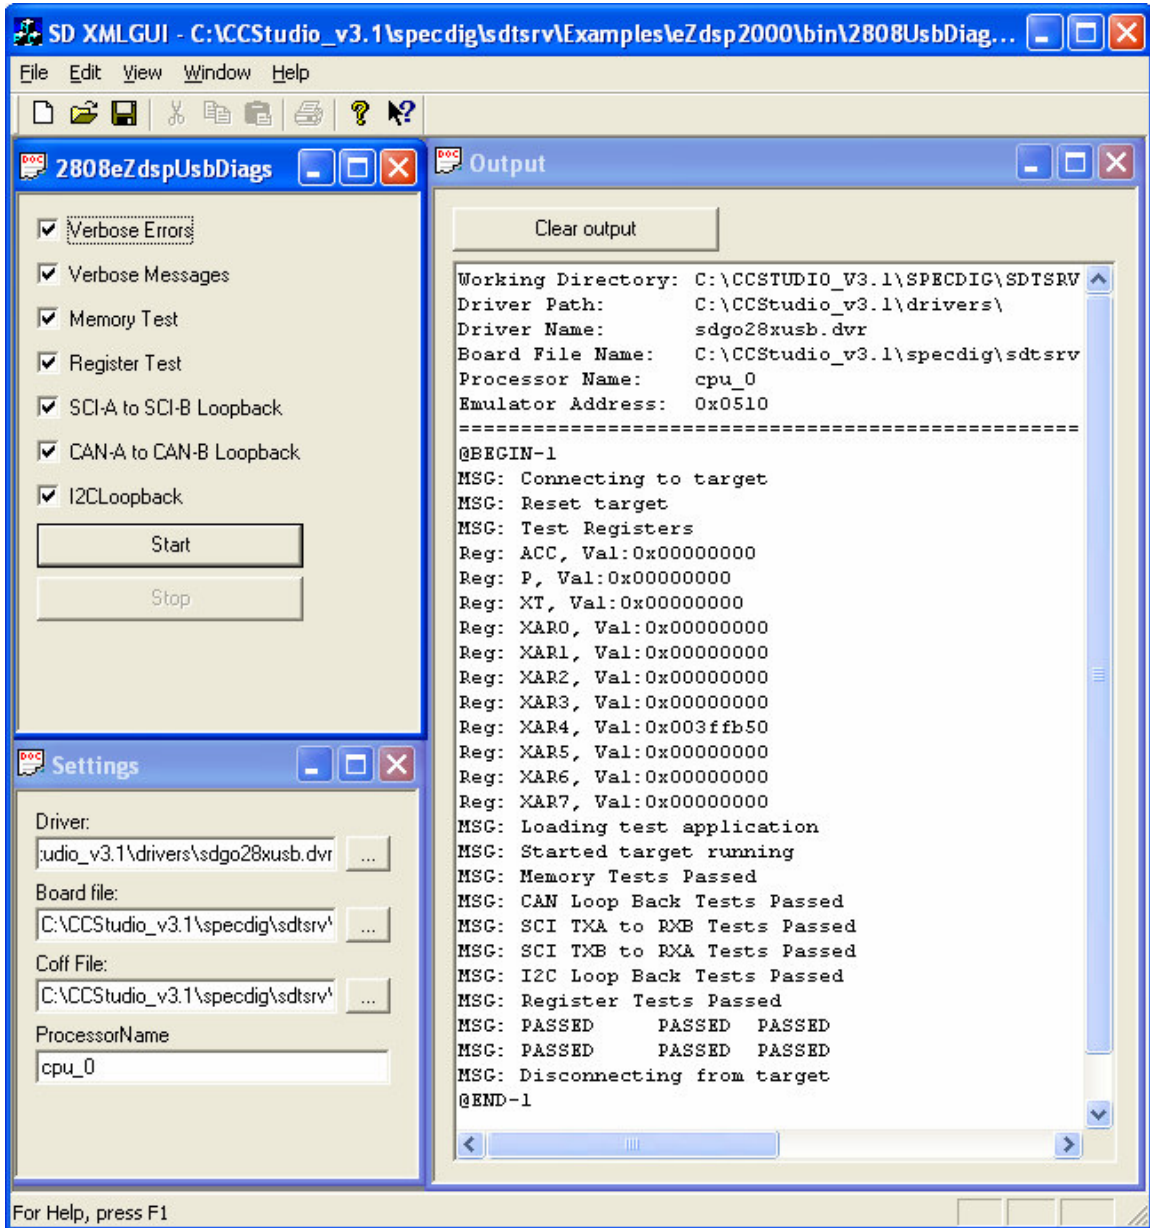 SD XMLGUI - C:\CCStudio_v3.1\specdig\sdtsrv\Examples\eZdsp2000\bin\2808UsbDiag...
File Edit View Window Help
2808eZdspUsbDiags
Verbose Errors
Verbose Messages
Memory Test
Register Test
SCI-A to SCI-B Loopback
CAN-A to CAN-B Loopback
I2CLoopback
Start
Stop
Settings
Driver:
:udio_v3.1\drivers\sdgo28xusb.dvr ...
Board file:
C:\CCStudio_v3.1\specdig\sdtsrv\ ...
Coff File:
C:\CCStudio_v3.1\specdig\sdtsrv\ ...
ProcessorName
cpu_0
Output
Clear output
Working Directory: C:\CCSTUDIO_V3.1\SPECDIG\SDTSRV
Driver Path: C:\CCStudio_v3.1\drivers\
Driver Name: sdgo28xusb.dvr
Board File Name: C:\CCStudio_v3.1\specdig\sdtsrv
Processor Name: cpu_0
Emulator Address: 0x0510
==================================================
@BEGIN-1
MSG: Connecting to target
MSG: Reset target
MSG: Test Registers
Reg: ACC, Val:0x00000000
Reg: P, Val:0x00000000
Reg: XT, Val:0x00000000
Reg: XAR0, Val:0x00000000
Reg: XAR1, Val:0x00000000
Reg: XAR2, Val:0x00000000
Reg: XAR3, Val:0x00000000
Reg: XAR4, Val:0x003ffb50
Reg: XAR5, Val:0x00000000
Reg: XAR6, Val:0x00000000
Reg: XAR7, Val:0x00000000
MSG: Loading test application
MSG: Started target running
MSG: Memory Tests Passed
MSG: CAN Loop Back Tests Passed
MSG: SCI TXA to RXB Tests Passed
MSG: SCI TXB to RXA Tests Passed
MSG: I2C Loop Back Tests Passed
MSG: Register Tests Passed
MSG: PASSED PASSED PASSED
MSG: PASSED PASSED PASSED
MSG: Disconnecting from target
@END-1
For Help, press F1